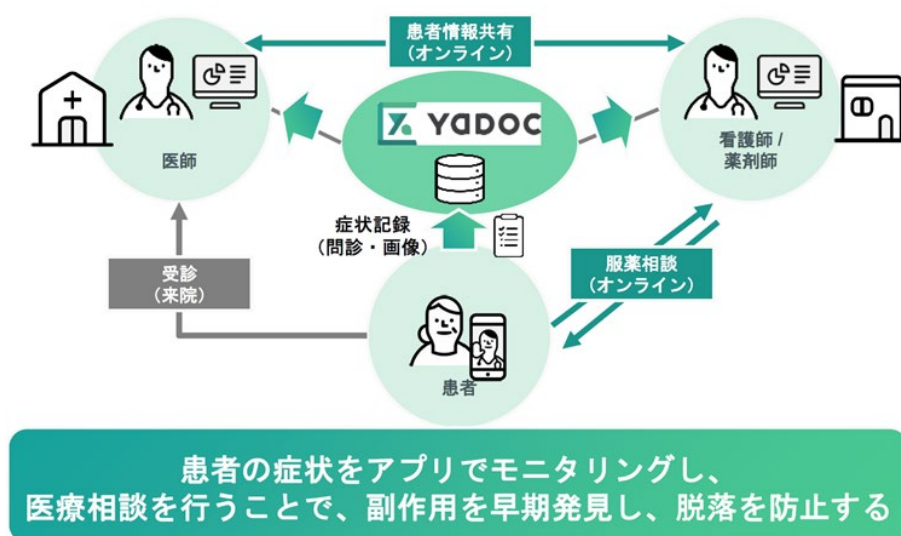 患者情報共有
(オンライン)
YaDOC
医師
看護師 /
薬剤師
症状記録
(問診・画像)
受診
(来院)
服薬相談
(オンライン)
患者
患者の症状をアプリでモニタリングし、
医療相談を行うことで、副作用を早期発見し、脱落を防止する